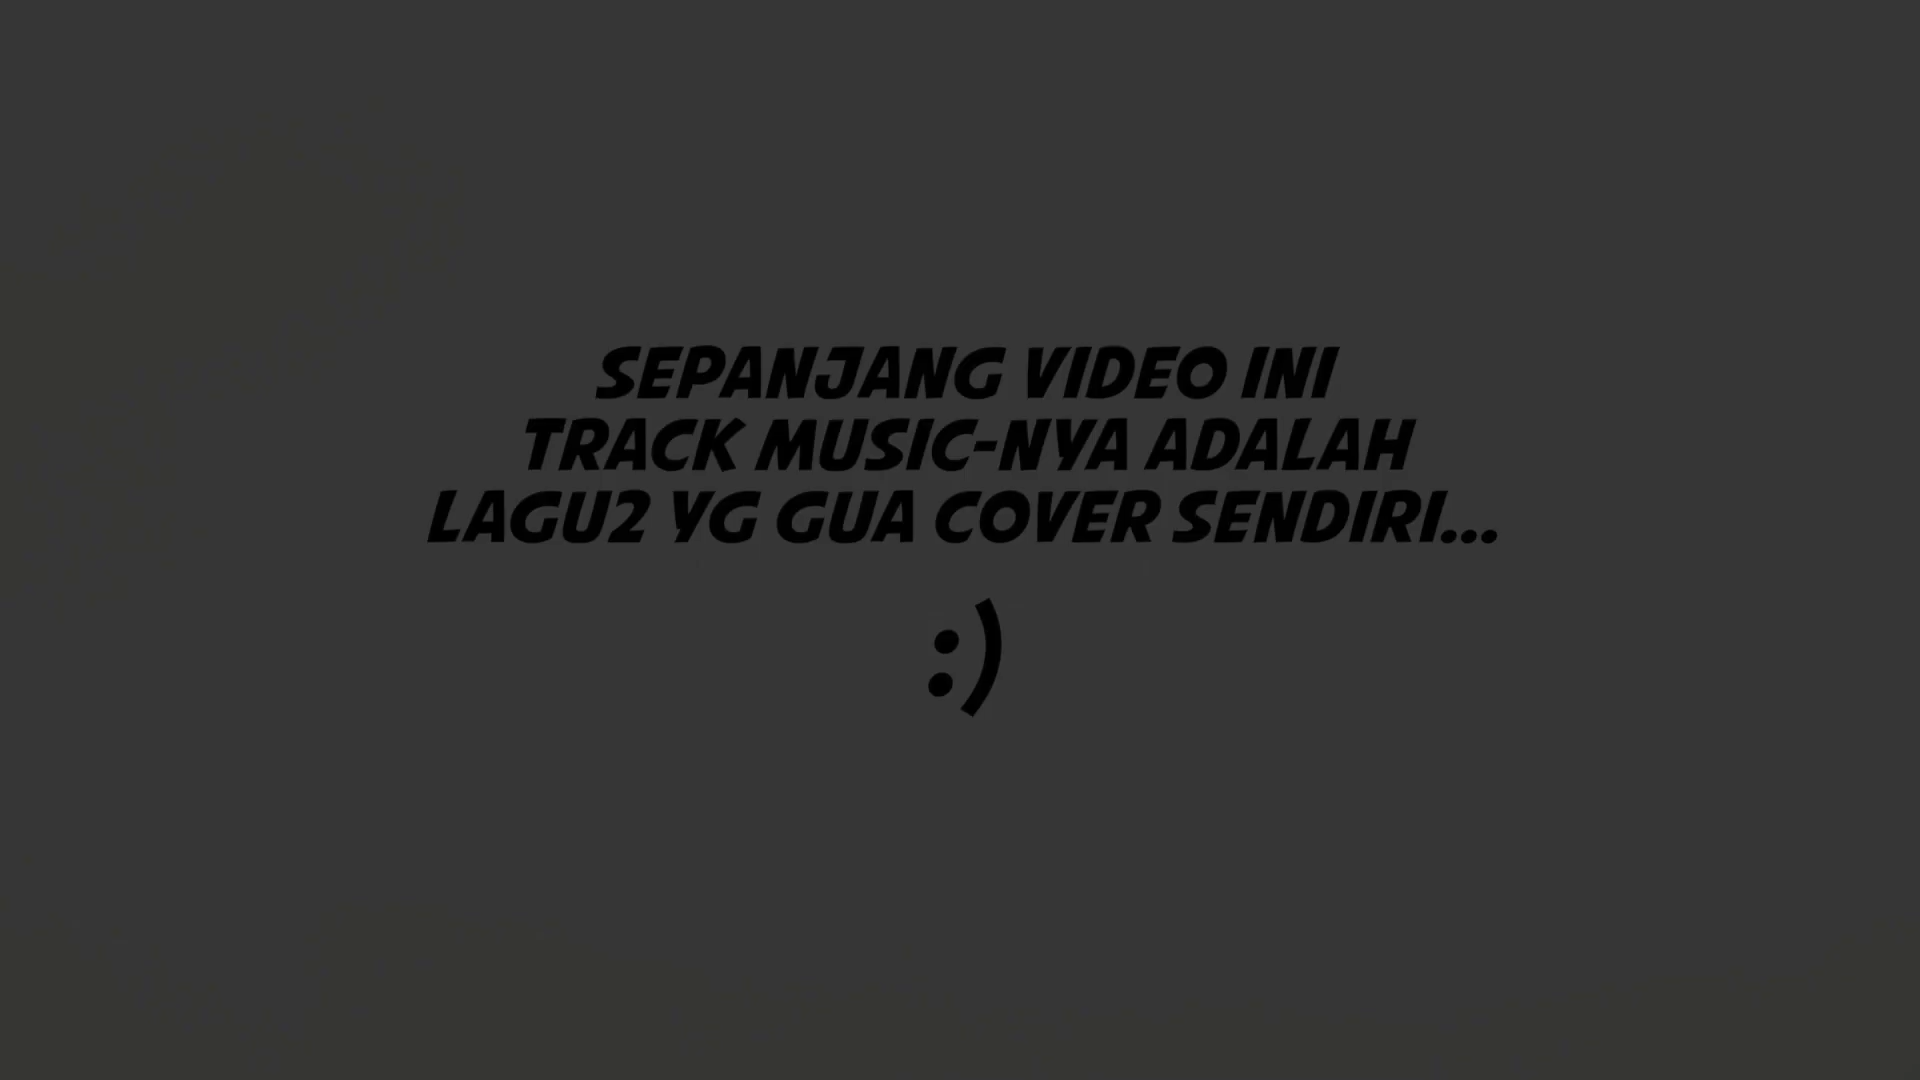 SEPANJANG VIDEO INI
TRACK MUSIC-NYA ADALAH
LAGU2 YG GUA COVER SENDIRI...
:)